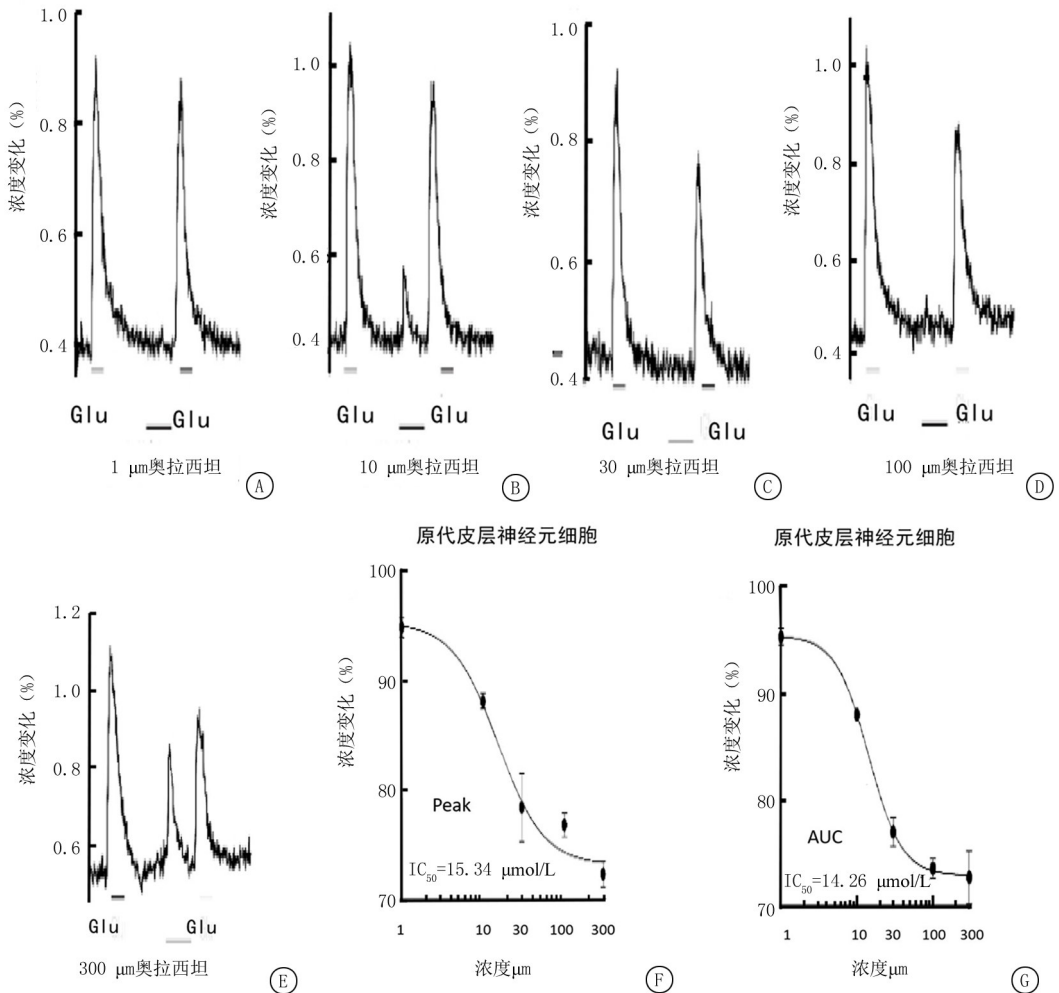 浓度变化 (%)
1.0
0.8
0.6
0.4
Glu
Glu
1 μm奥拉西坦
A
浓度变化 (%)
1.0
0.8
0.6
0.4
Glu
Glu
10 μm奥拉西坦
B
浓度变化 (%)
1.0
0.8
0.6
0.4
Glu
Glu
30 μm奥拉西坦
C
浓度变化 (%)
1.0
0.8
0.6
0.4
Glu
Glu
100 μm奥拉西坦
D
浓度变化 (%)
1.2
1.0
0.8
0.6
Glu
Glu
300 μm奥拉西坦
E
原代皮层神经元细胞
浓度变化 (%)
100
90
80
70
Peak
IC50=15.34 μmol/L
1 10 30 100 300
浓度μm
F
原代皮层神经元细胞
浓度变化 (%)
100
90
80
70
AUC
IC50=14.26 μmol/L
1 10 30 100 300
浓度μm
G